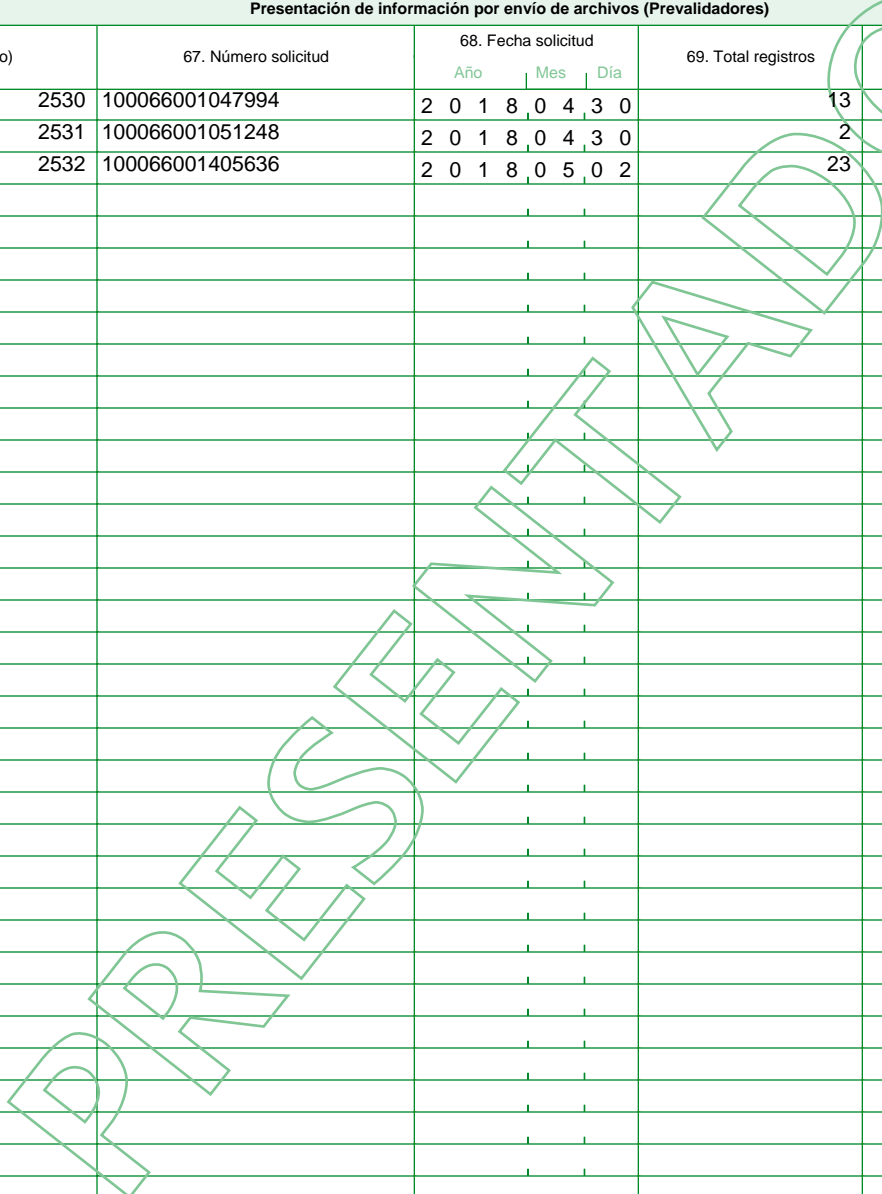 Presentación de información por envío de archivos (Prevalidadores)
o) 67. Número solicitud 68. Fecha solicitud 69. Total registros
Año Mes Día
2530 100066001047994 2 0 1 8 0 4 3 0 13
2531 100066001051248 2 0 1 8 0 4 3 0 2
2532 100066001405636 2 0 1 8 0 5 0 2 23
PRESENTADO